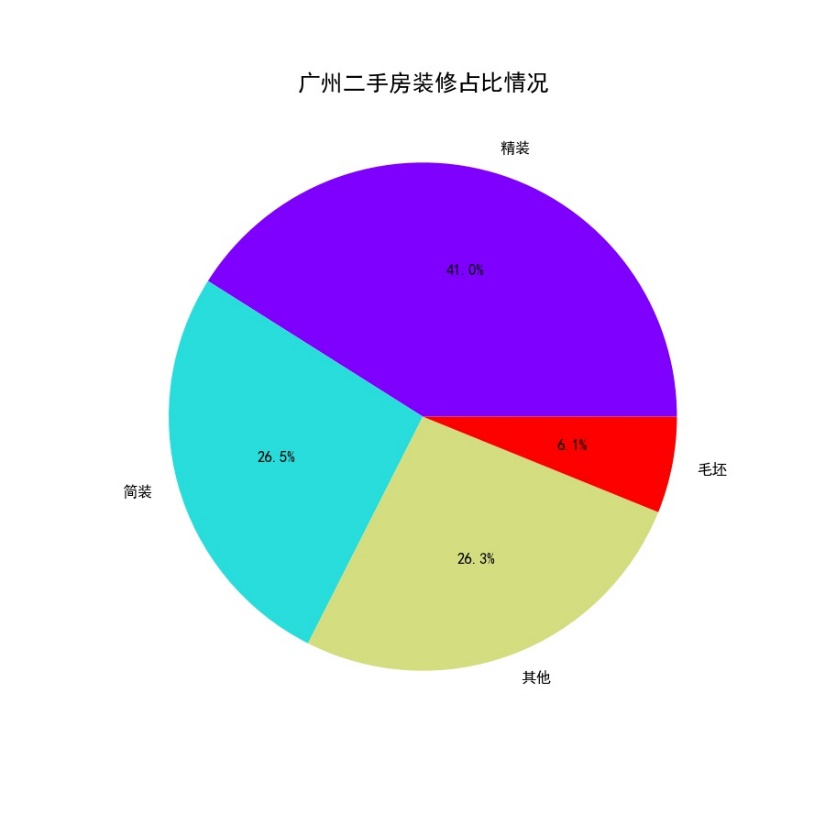 广州二手房装修占比情况
精装
41.0%
简装
26.5%
其他
26.3%
毛坯
6.1%